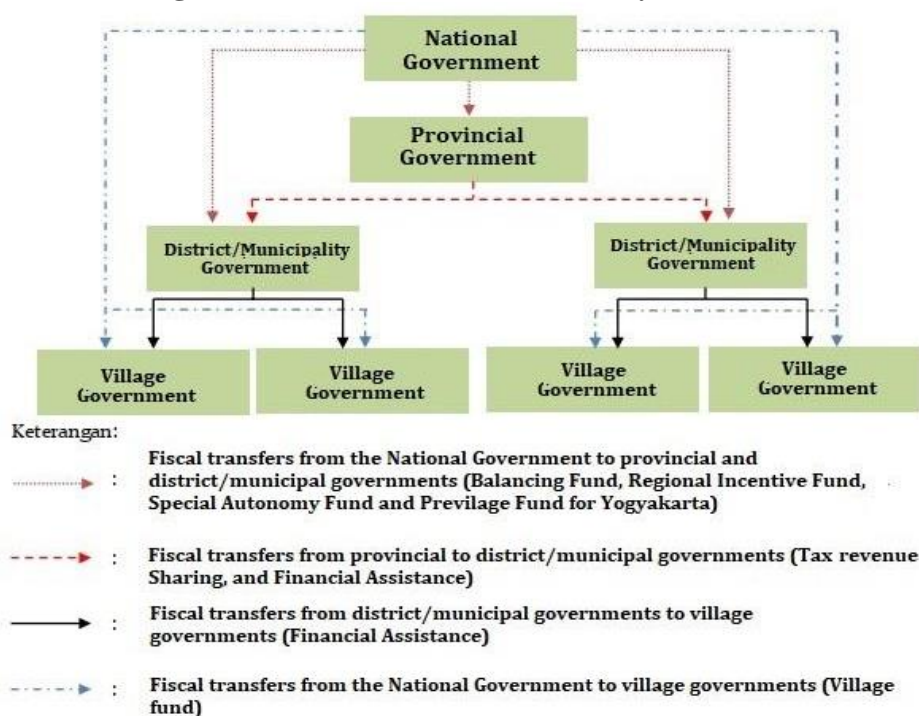 National
Government
Provincial
Government
District/Municipality
Government
District/Municipality
Government
Village
Government
Village
Government
Village
Government
Village
Government
Keterangan:
: Fiscal transfers from the National Government to provincial and
district/municipal governments (Balancing Fund, Regional Incentive Fund,
Special Autonomy Fund and Previlage Fund for Yogyakarta)
: Fiscal transfers from provincial to district/municipal governments (Tax revenue
Sharing, and Financial Assistance)
: Fiscal transfers from district/municipal governments to village
governments (Financial Assistance)
: Fiscal transfers from the National Government to village governments (Village
fund)